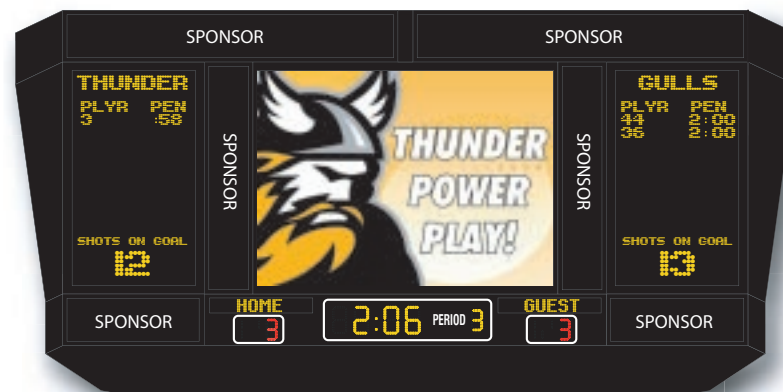 SPONSOR
SPONSOR
THUNDER
PLYR PEN
3 :58
SHOTS ON GOAL
12
SPONSOR
THUNDER
POWER
PLAY!
SPONSOR
GULLS
PLYR PEN
44 2:00
36 2:00
SHOTS ON GOAL
13
SPONSOR
HOME
3
2:06 PERIOD 3
GUEST
3
SPONSOR